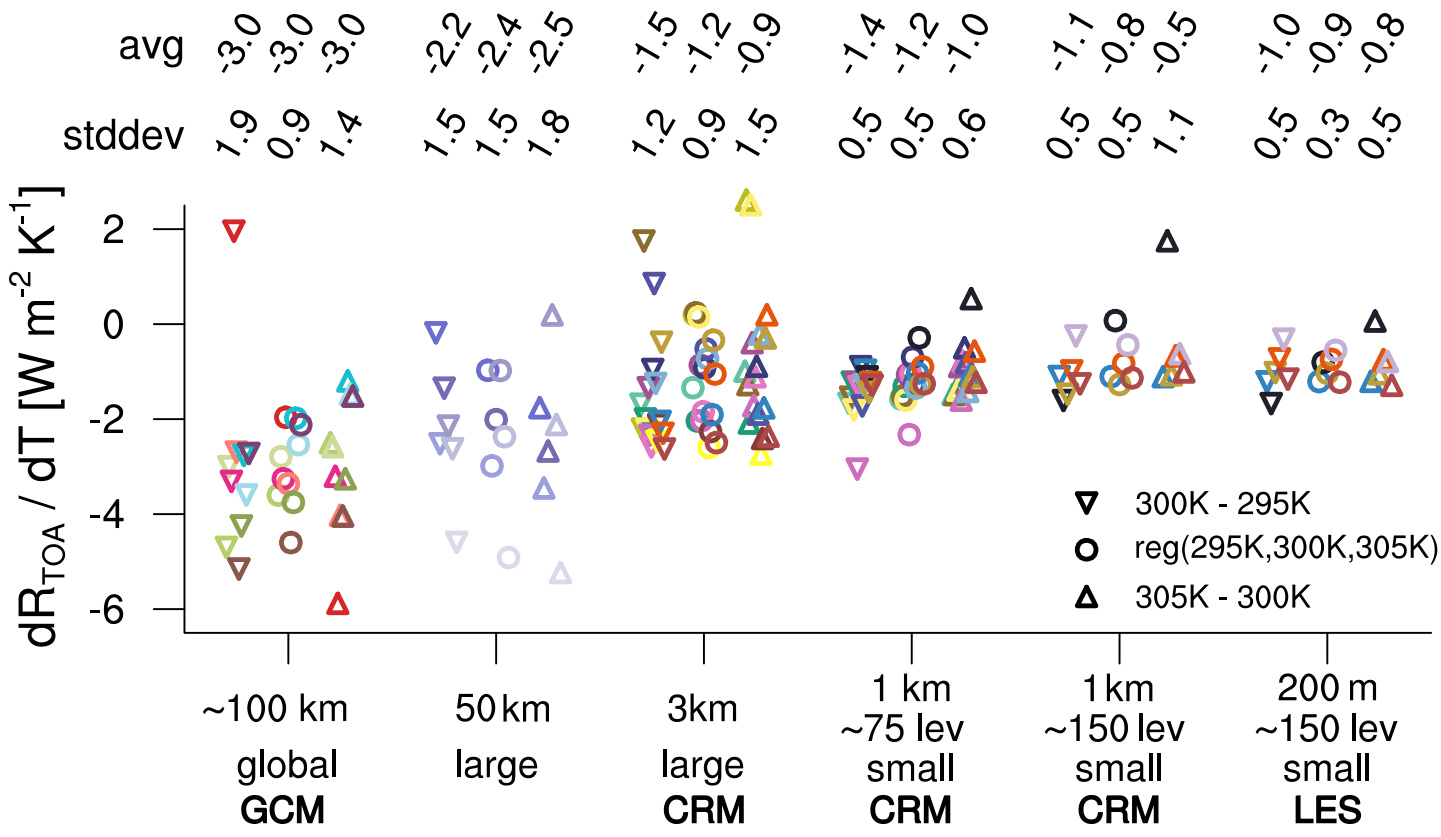 avg -3.0 -3.0 -3.0 -2.2 -2.4 -2.5 -1.5 -1.2 -0.9 -1.4 -1.2 -1.0 -1.1 -0.8 -0.5 -1.0 -0.9 -0.8
stddev 1.9 0.9 1.4 1.5 1.5 1.8 1.2 0.9 1.5 0.5 0.5 0.6 0.5 0.5 1.1 0.5 0.3 0.5
dR_TOA / dT [W m⁻² K⁻¹]
2
0
-2
-4
-6
300K - 295K
reg(295K,300K,305K)
305K - 300K
~100 km
global
GCM
50 km
large
3km
large
CRM
1 km
~75 lev
small
CRM
1km
~150 lev
small
CRM
200 m
~150 lev
small
LES